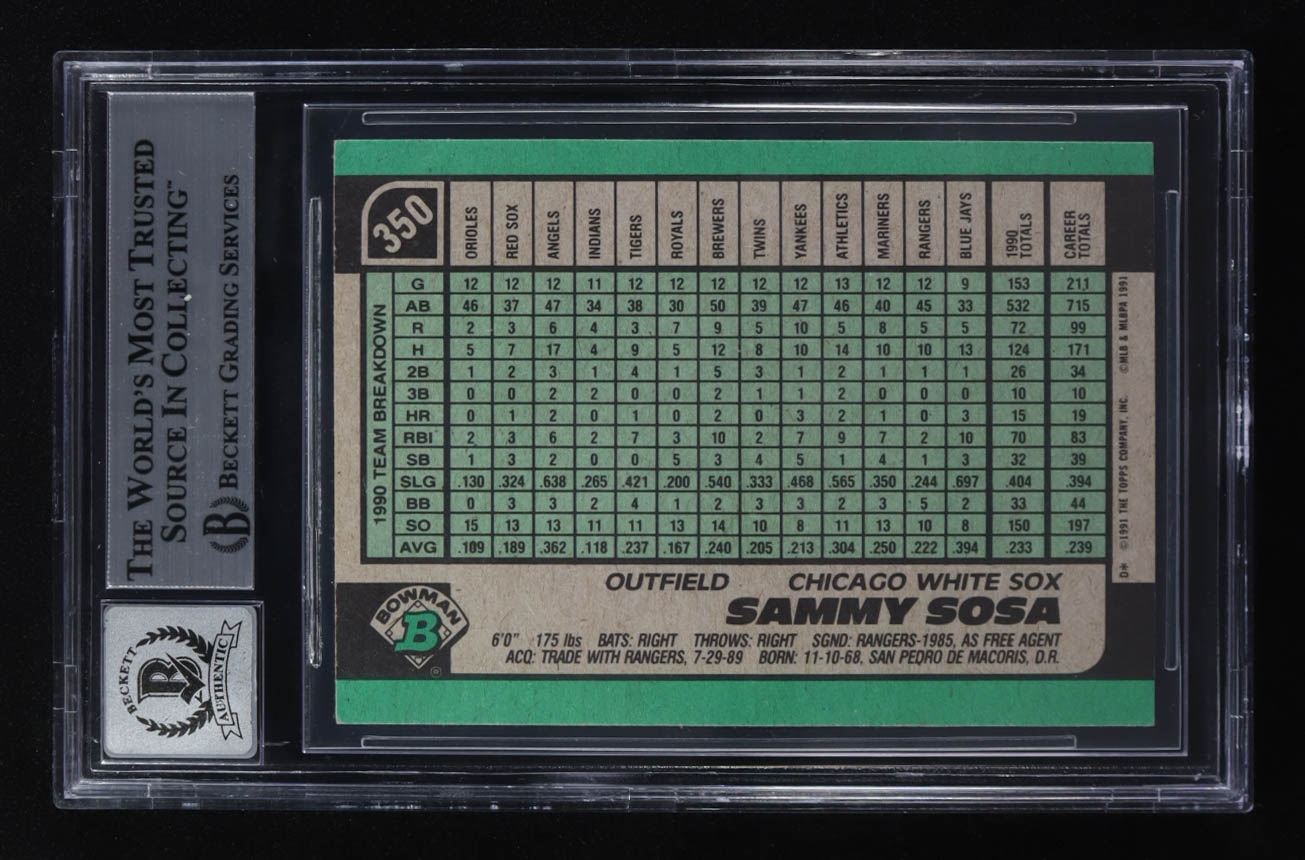 THE WORLD'S MOST TRUSTED
SOURCE IN COLLECTING™
B BECKETT GRADING SERVICES
BECKETT
B
AUTHENTIC
350 ORIOLES RED SOX ANGELS INDIANS TIGERS ROYALS BREWERS TWINS YANKEES ATHLETICS MARINERS RANGERS BLUE JAYS 1990 TOTALS CAREER TOTALS
1990 TEAM BREAKDOWN
G 12 12 12 11 12 12 12 12 12 13 12 12 9 153 211
AB 46 37 47 34 38 30 50 39 47 46 40 45 33 532 715
R 2 3 6 4 3 7 9 5 10 5 8 5 5 72 99
H 5 7 17 4 9 5 12 8 10 14 10 10 13 124 171
2B 1 2 3 1 4 1 5 3 1 2 1 1 1 26 34
3B 0 0 2 2 0 0 2 1 1 2 0 0 0 10 10
HR 0 1 2 0 1 0 2 0 3 2 1 0 3 15 19
RBI 2 3 6 2 7 3 10 2 7 9 7 2 10 70 83
SB 1 3 2 0 0 5 3 4 5 1 4 1 3 32 39
SLG .130 .324 .638 .265 .421 .200 .540 .333 .468 .565 .350 .244 .697 .404 .394
BB 0 3 3 2 4 1 2 3 3 2 3 5 2 33 44
SO 15 13 13 11 11 13 14 10 8 11 13 10 8 150 197
AVG .109 .189 .362 .118 .237 .167 .240 .205 .213 .304 .250 .222 .394 .233 .239
D* ©1991 THE TOPPS COMPANY, INC. ©MLB & MLBPA 1991
BOWMAN
B
®
OUTFIELD CHICAGO WHITE SOX
SAMMY SOSA
6'0" 175 lbs BATS: RIGHT THROWS: RIGHT SGND: RANGERS-1985, AS FREE AGENT
ACQ: TRADE WITH RANGERS, 7-29-89 BORN: 11-10-68, SAN PEDRO DE MACORIS, D.R.